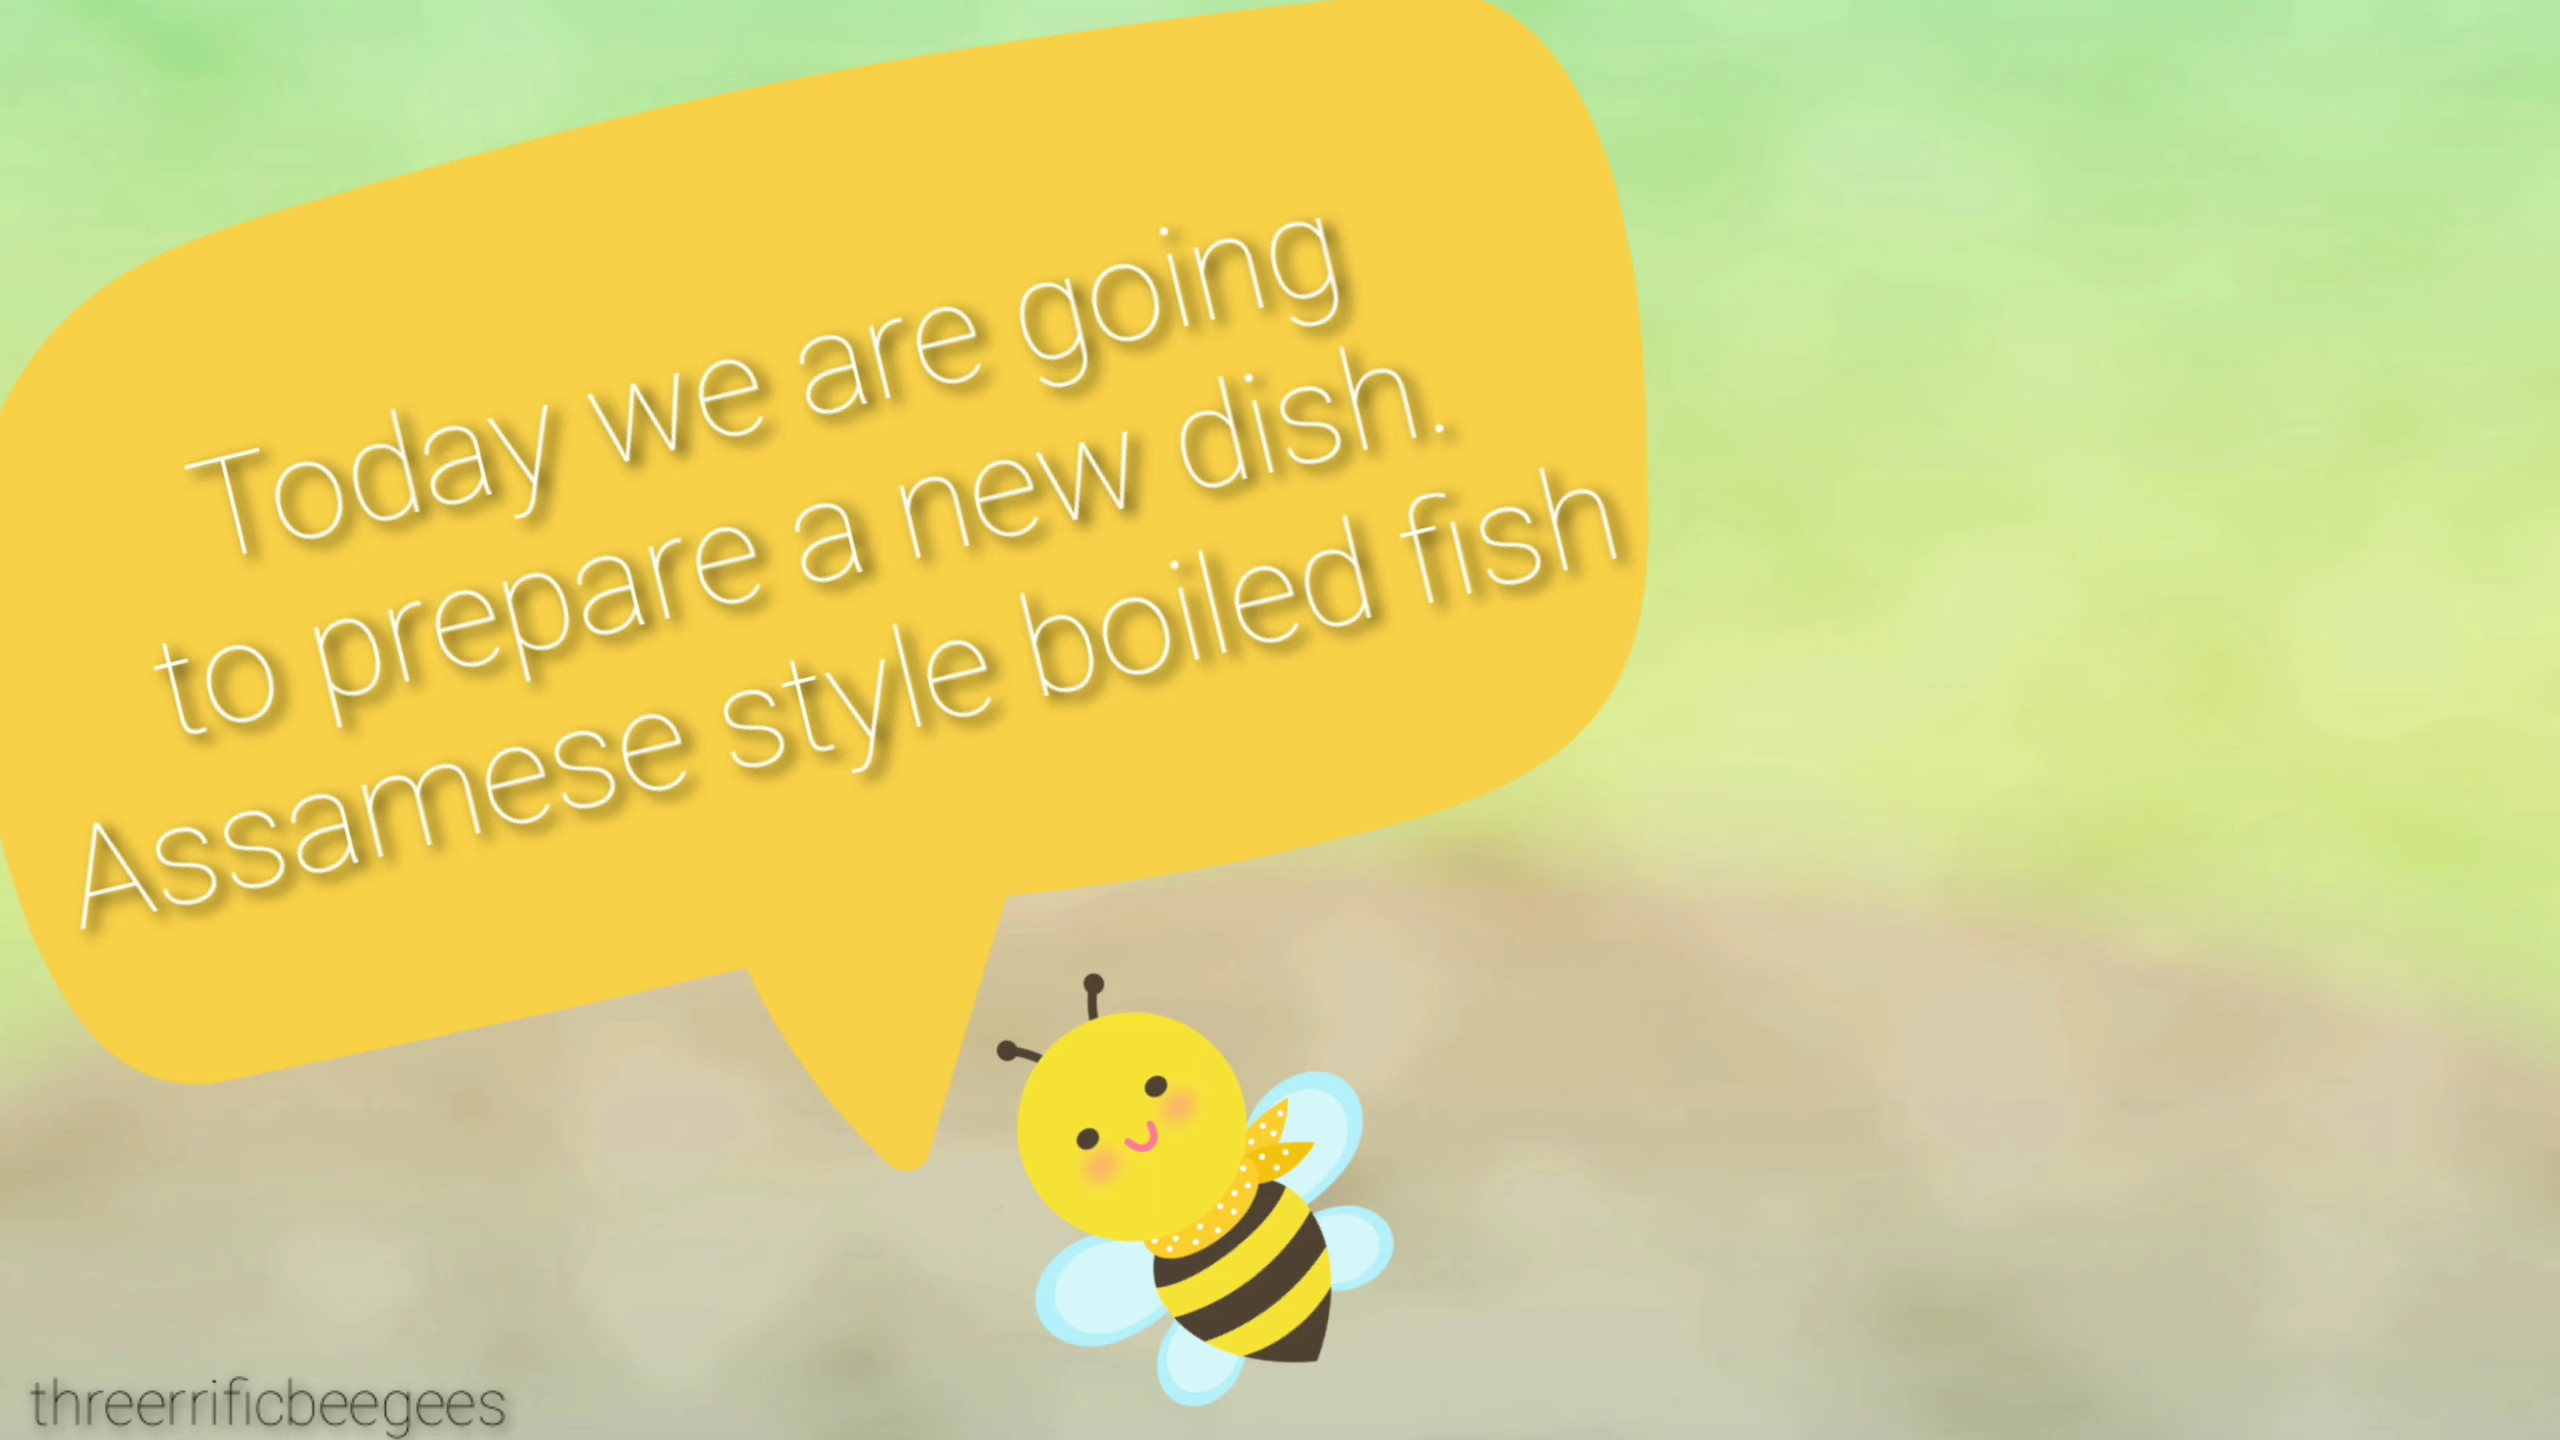 Today we are going
to prepare a new dish.
Assamese style boiled fish
threerrificbeegees